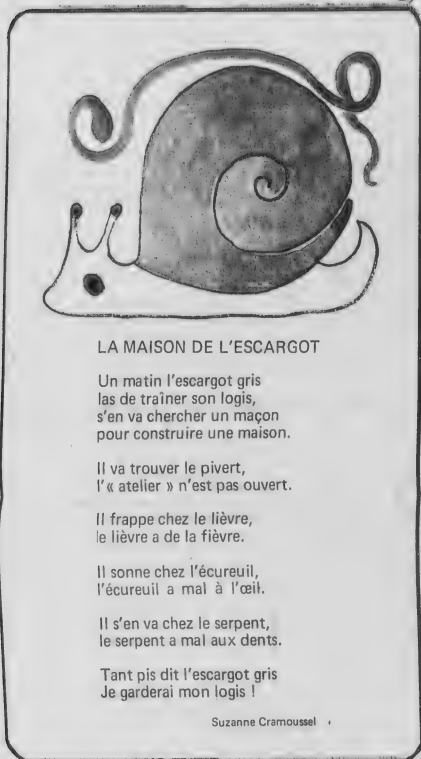 LA MAISON DE L'ESCARGOT
Un matin l'escargot gris
las de traîner son logis,
s'en va chercher un maçon
pour construire une maison.
Il va trouver le pivert,
l'« atelier » n'est pas ouvert.
Il frappe chez le lièvre,
le lièvre a de la fièvre.
Il sonne chez l'écureuil,
l'écureuil a mal à l'œil.
Il s'en va chez le serpent,
le serpent a mal aux dents.
Tant pis dit l'escargot gris
Je garderai mon logis !
Suzanne Cramoussel